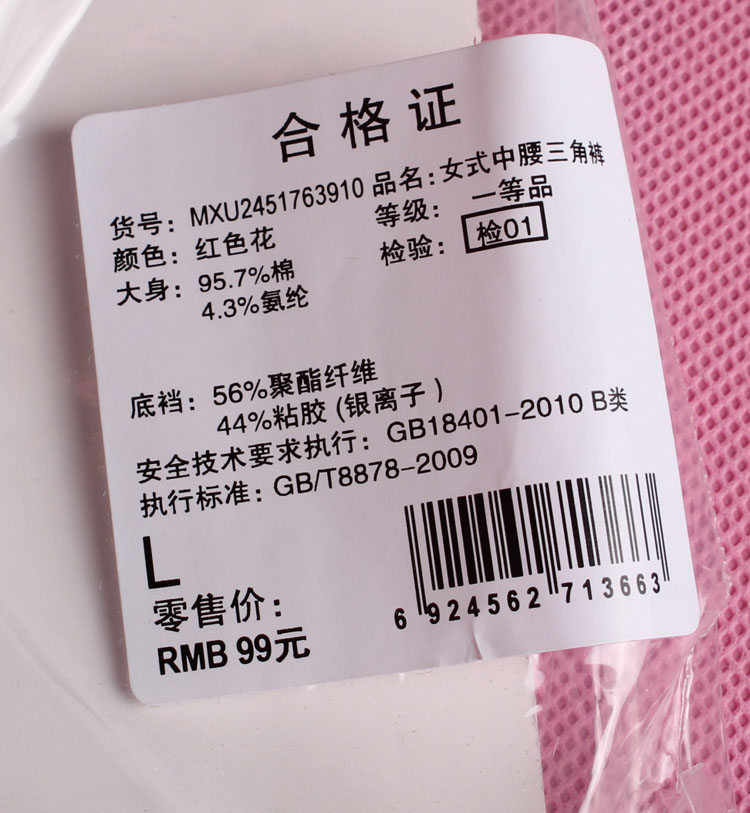 合格证
货号：MXU2451763910 品名：女式中腰三角裤
颜色：红色花 等级：一等品
大身：95.7%棉 检验：检01
4.3%氨纶
底裆：56%聚酯纤维
44%粘胶（银离子）
安全技术要求执行：GB18401-2010 B类
执行标准：GB/T8878-2009
L
零售价：
RMB 99元
6 924562 713663